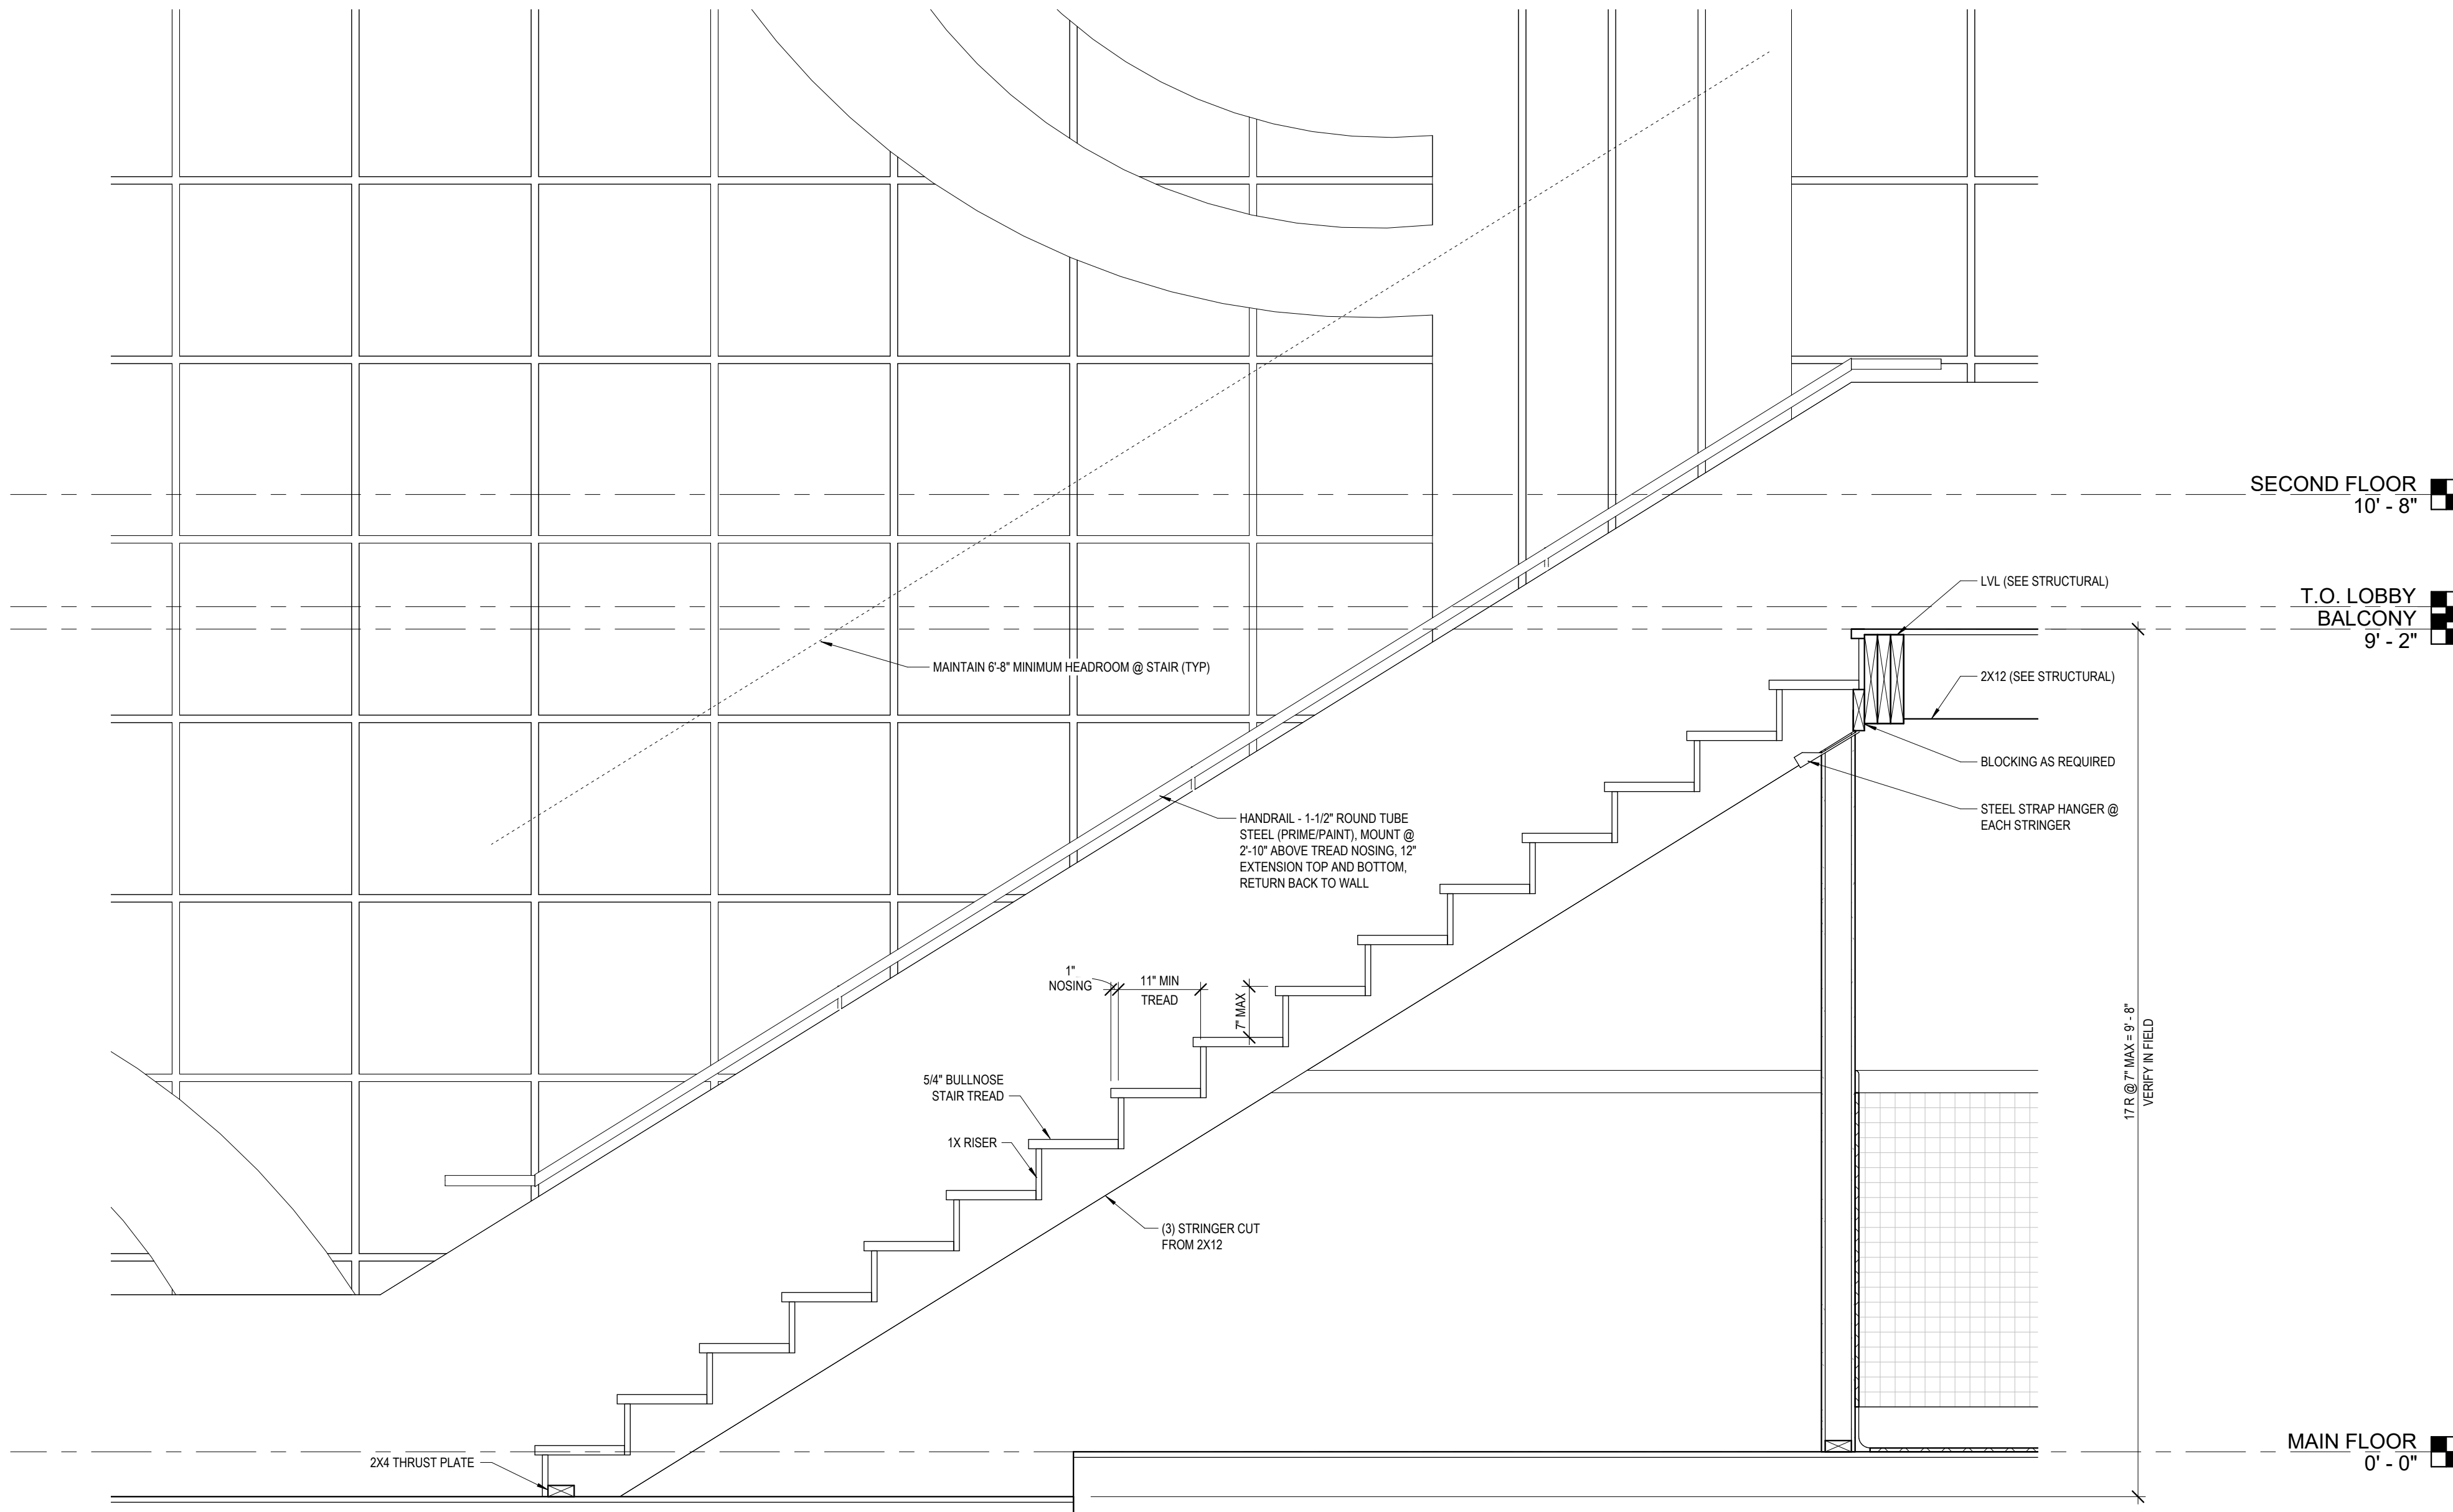 SECOND FLOOR
10' - 8"
LVL (SEE STRUCTURAL)
T.O. LOBBY
BALCONY
9' - 2"
MAINTAIN 6'-8" MINIMUM HEADROOM @ STAIR (TYP)
2X12 (SEE STRUCTURAL)
BLOCKING AS REQUIRED
STEEL STRAP HANGER @
EACH STRINGER
HANDRAIL - 1-1/2" ROUND TUBE
STEEL (PRIME/PAINT), MOUNT @
2'-10" ABOVE TREAD NOSING, 12"
EXTENSION TOP AND BOTTOM,
RETURN BACK TO WALL
1"
NOSING
11" MIN
TREAD
7" MAX
17 R @ 7" MAX = 9' - 8"
VERIFY IN FIELD
5/4" BULLNOSE
STAIR TREAD
1X RISER
(3) STRINGER CUT
FROM 2X12
2X4 THRUST PLATE
MAIN FLOOR
0' - 0"